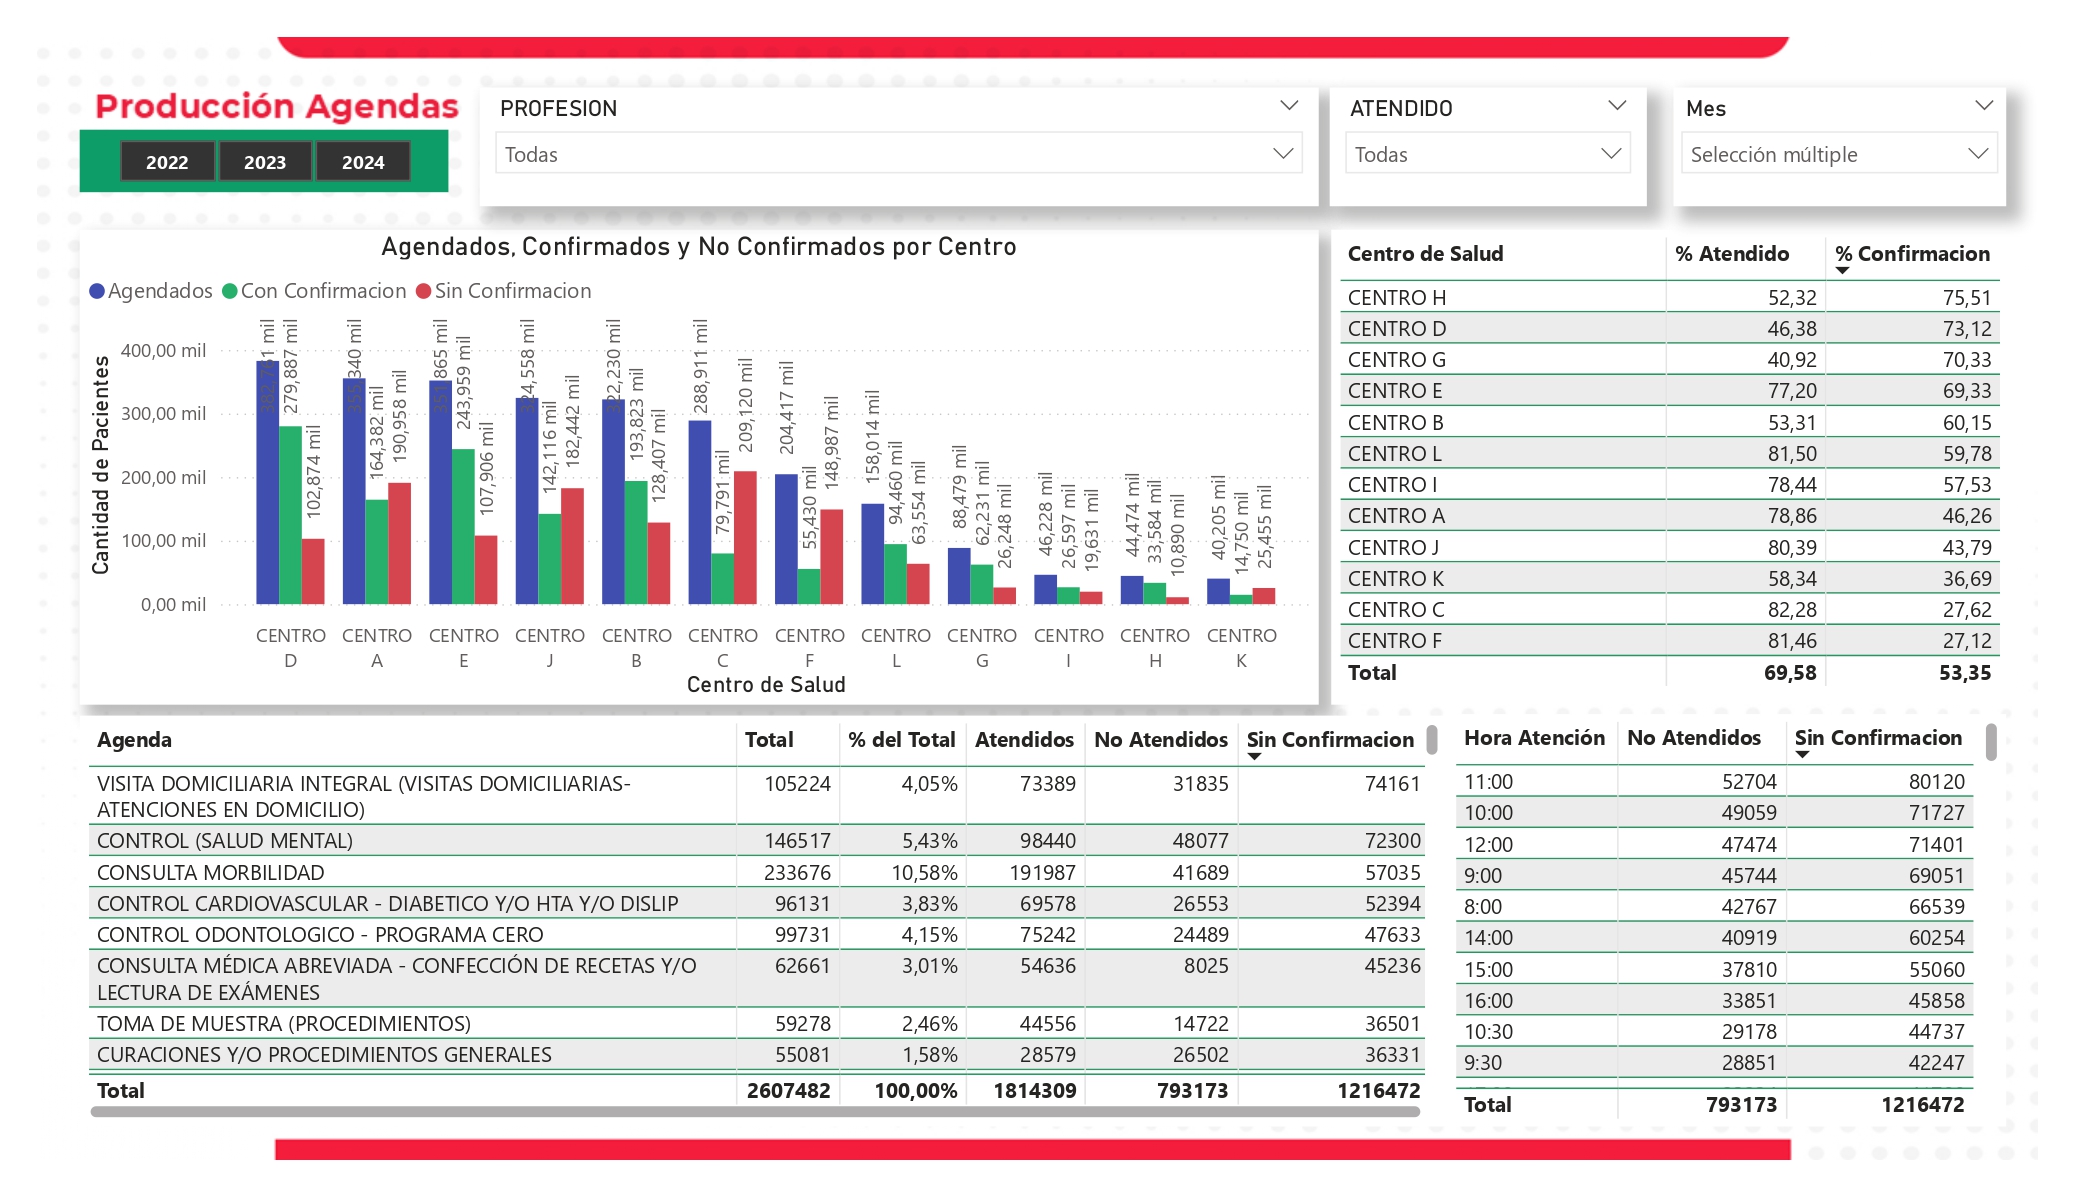 Producción Agendas
2022 2023 2024
PROFESION
Todas
ATENDIDO
Todas
Mes
Selección múltiple
Agendados, Confirmados y No Confirmados por Centro
Agendados Con Confirmacion Sin Confirmacion
Cantidad de Pacientes
400,00 mil
300,00 mil
200,00 mil
100,00 mil
0,00 mil
382,761 mil 279,887 mil 102,874 mil
355,340 mil 164,382 mil 190,958 mil
351,865 mil 243,959 mil 107,906 mil
324,558 mil 142,116 mil 182,442 mil
322,230 mil 193,823 mil 128,407 mil
288,911 mil 79,791 mil 209,120 mil
204,417 mil 55,430 mil 148,987 mil
158,014 mil 94,460 mil 63,554 mil
88,479 mil 62,231 mil 26,248 mil
46,228 mil 26,597 mil 19,631 mil
44,474 mil 33,584 mil 10,890 mil
40,205 mil 14,750 mil 25,455 mil
CENTRO CENTRO CENTRO CENTRO CENTRO CENTRO CENTRO CENTRO CENTRO CENTRO CENTRO CENTRO
D A E J B C F L G I H K
Centro de Salud
Centro de Salud % Atendido % Confirmacion
CENTRO H 52,32 75,51
CENTRO D 46,38 73,12
CENTRO G 40,92 70,33
CENTRO E 77,20 69,33
CENTRO B 53,31 60,15
CENTRO L 81,50 59,78
CENTRO I 78,44 57,53
CENTRO A 78,86 46,26
CENTRO J 80,39 43,79
CENTRO K 58,34 36,69
CENTRO C 82,28 27,62
CENTRO F 81,46 27,12
Total 69,58 53,35
Agenda Total % del Total Atendidos No Atendidos Sin Confirmacion
VISITA DOMICILIARIA INTEGRAL (VISITAS DOMICILIARIAS- 105224 4,05% 73389 31835 74161
ATENCIONES EN DOMICILIO)
CONTROL (SALUD MENTAL) 146517 5,43% 98440 48077 72300
CONSULTA MORBILIDAD 233676 10,58% 191987 41689 57035
CONTROL CARDIOVASCULAR - DIABETICO Y/O HTA Y/O DISLIP 96131 3,83% 69578 26553 52394
CONTROL ODONTOLOGICO - PROGRAMA CERO 99731 4,15% 75242 24489 47633
CONSULTA MÉDICA ABREVIADA - CONFECCIÓN DE RECETAS Y/O 62661 3,01% 54636 8025 45236
LECTURA DE EXÁMENES
TOMA DE MUESTRA (PROCEDIMIENTOS) 59278 2,46% 44556 14722 36501
CURACIONES Y/O PROCEDIMIENTOS GENERALES 55081 1,58% 28579 26502 36331
Total 2607482 100,00% 1814309 793173 1216472
Hora Atención No Atendidos Sin Confirmacion
11:00 52704 80120
10:00 49059 71727
12:00 47474 71401
9:00 45744 69051
8:00 42767 66539
14:00 40919 60254
15:00 37810 55060
16:00 33851 45858
10:30 29178 44737
9:30 28851 42247
Total 793173 1216472